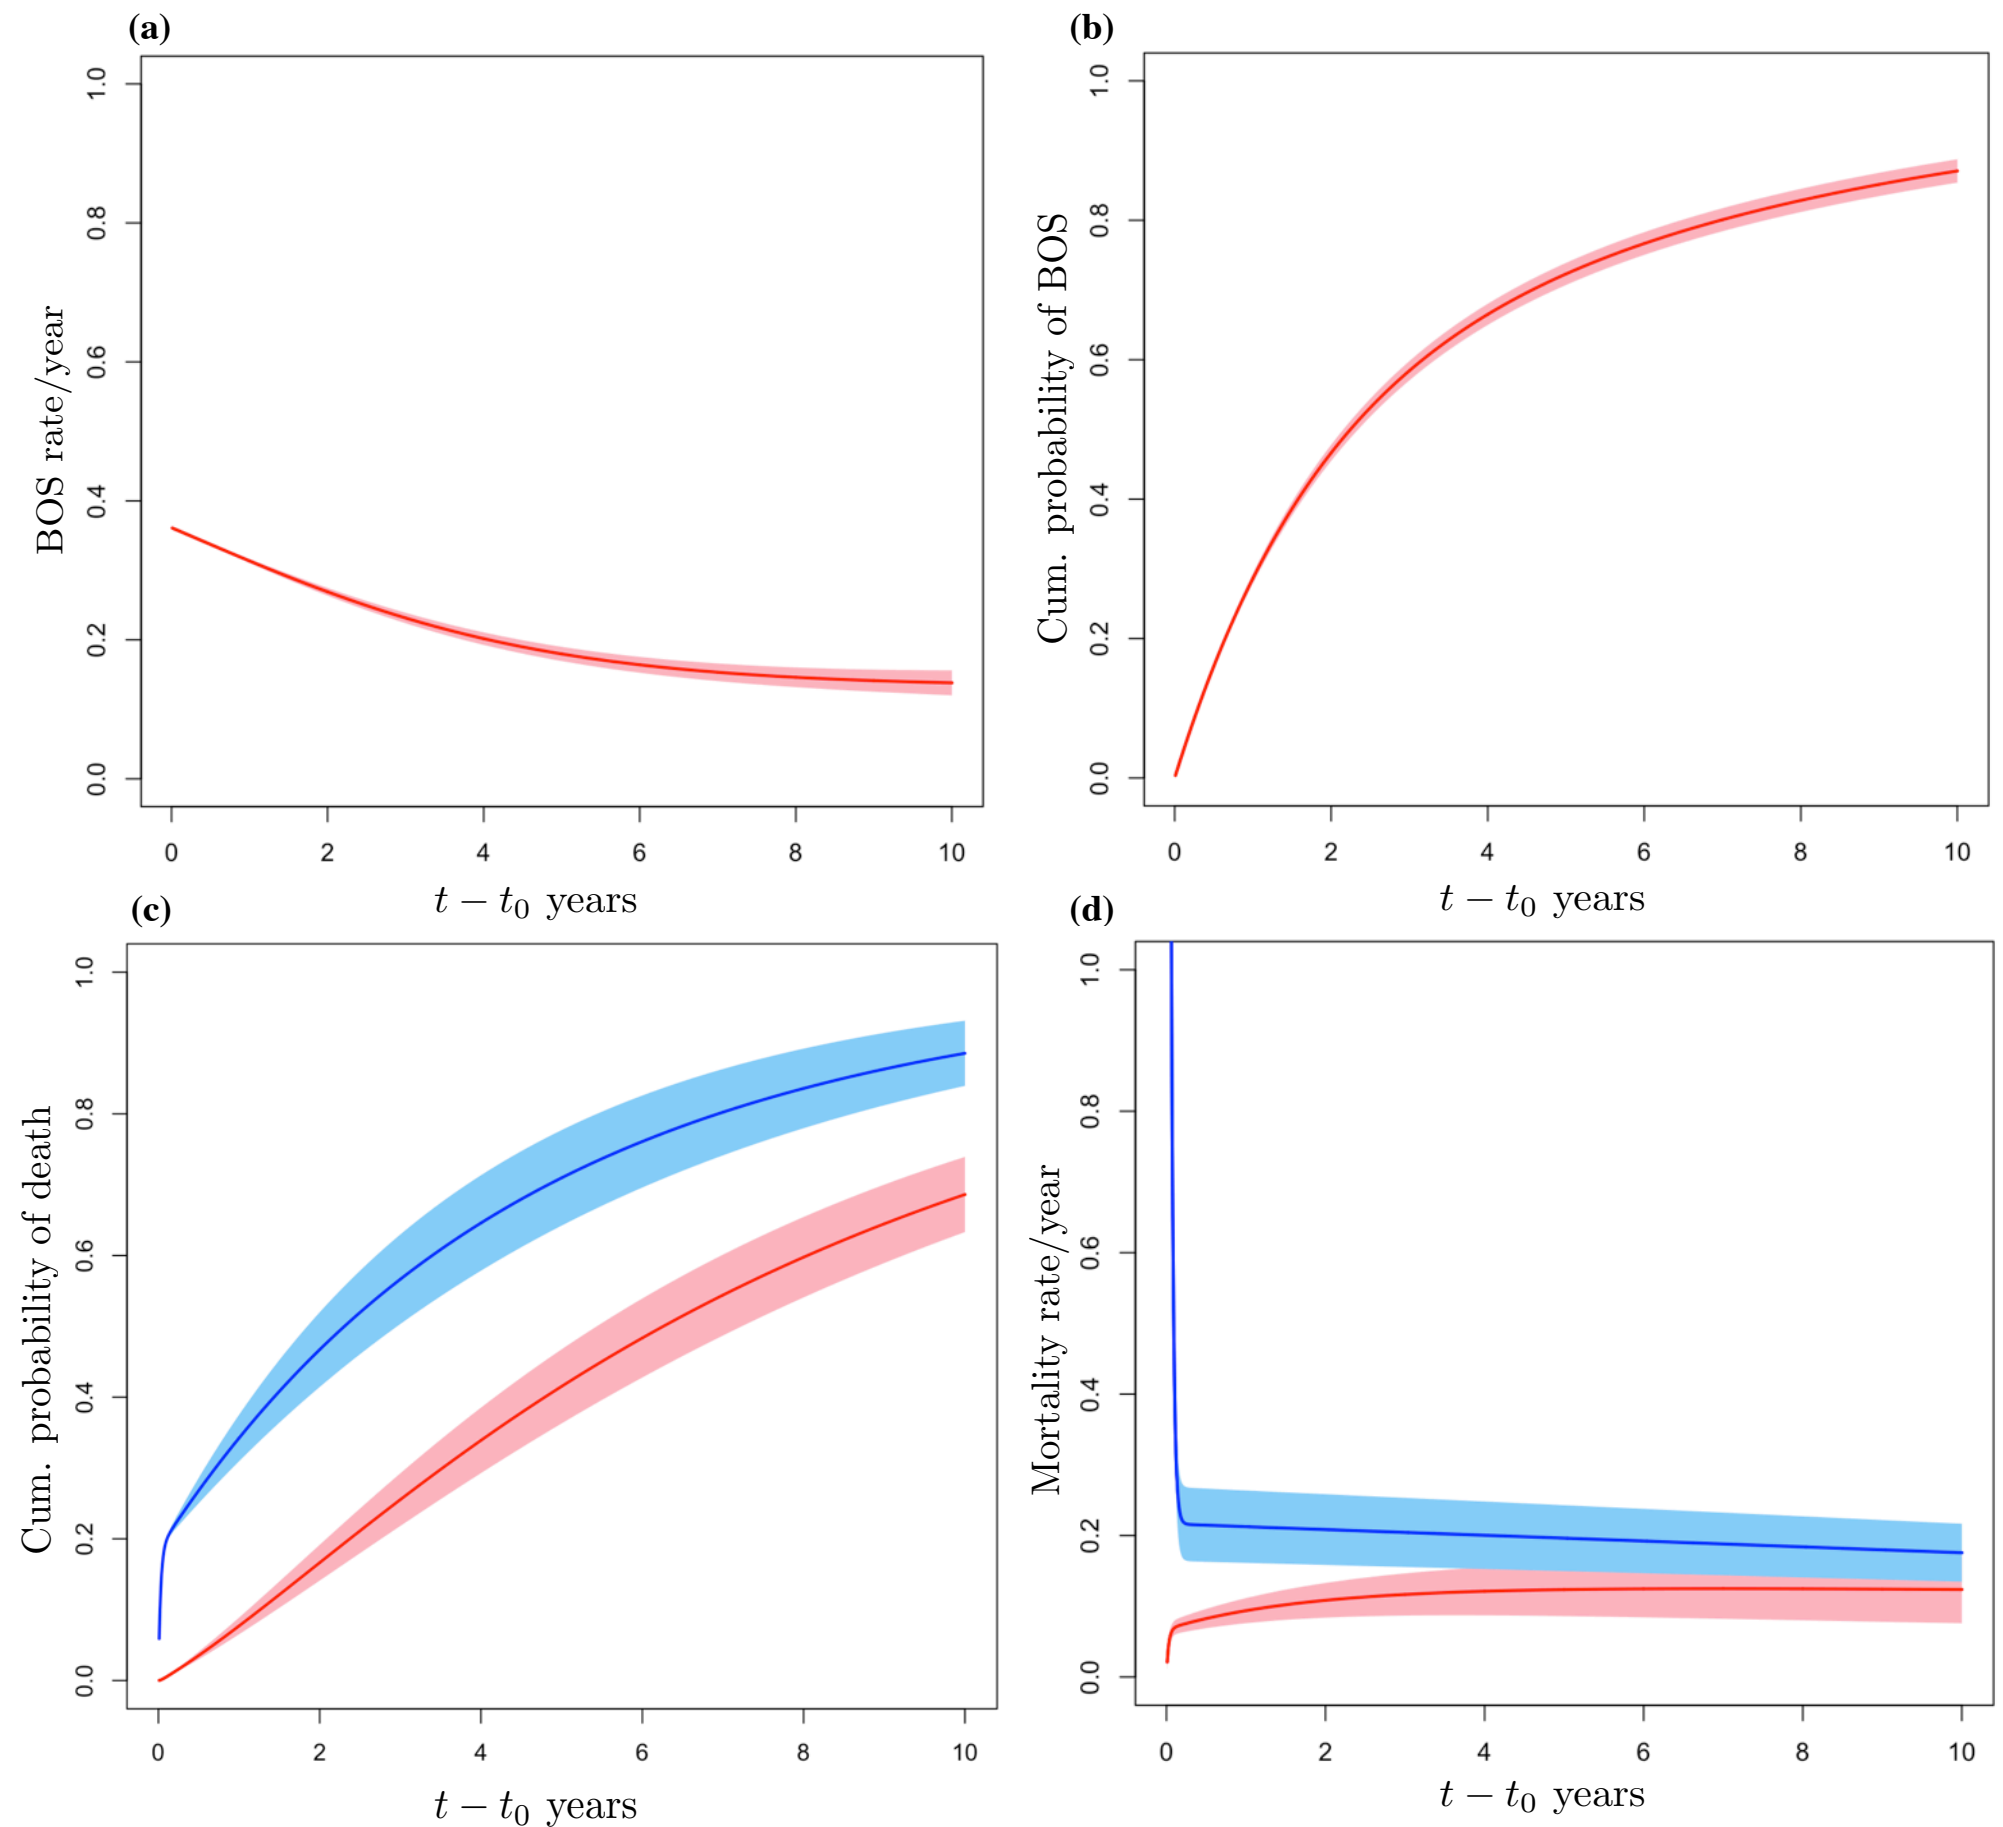 (a)
BOS rate/year
1.0
0.8
0.6
0.4
0.2
0.0
0 2 4 6 8 10
t − t₀ years
(b)
Cum. probability of BOS
1.0
0.8
0.6
0.4
0.2
0.0
0 2 4 6 8 10
t − t₀ years
(c)
Cum. probability of death
1.0
0.8
0.6
0.4
0.2
0.0
0 2 4 6 8 10
t − t₀ years
(d)
Mortality rate/year
1.0
0.8
0.6
0.4
0.2
0.0
0 2 4 6 8 10
t − t₀ years